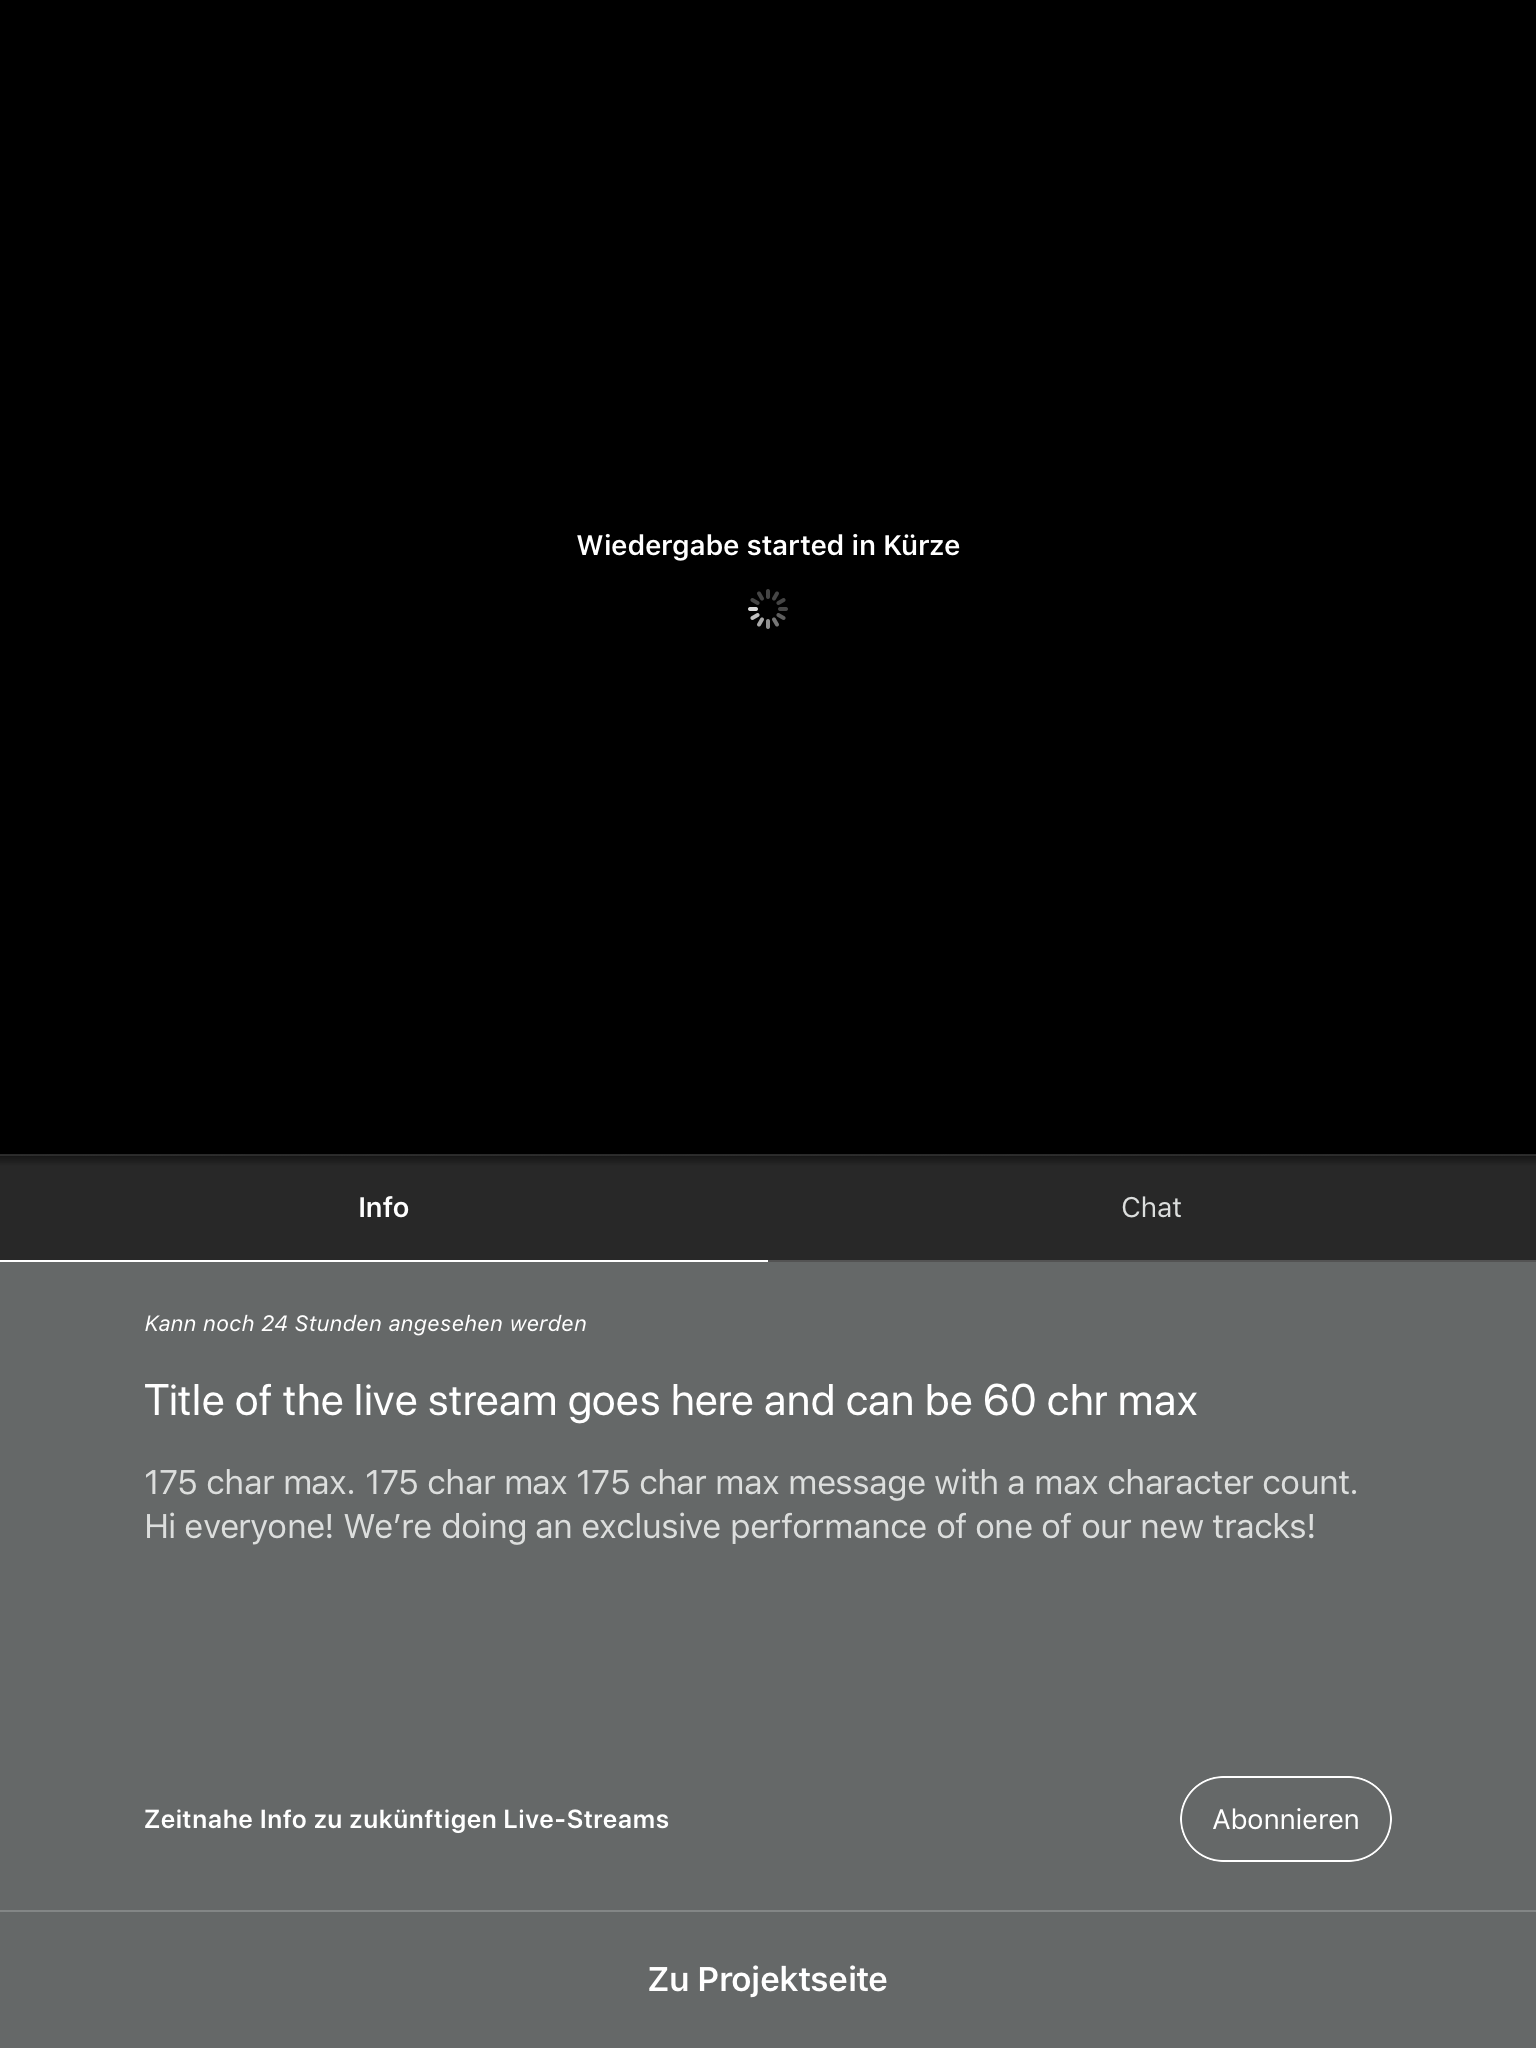 Wiedergabe started in Kürze
Info
Chat
Kann noch 24 Stunden angesehen werden
Title of the live stream goes here and can be 60 chr max
175 char max. 175 char max 175 char max message with a max character count.
Hi everyone! We’re doing an exclusive performance of one of our new tracks!
Zeitnahe Info zu zukünftigen Live-Streams
Abonnieren
Zu Projektseite